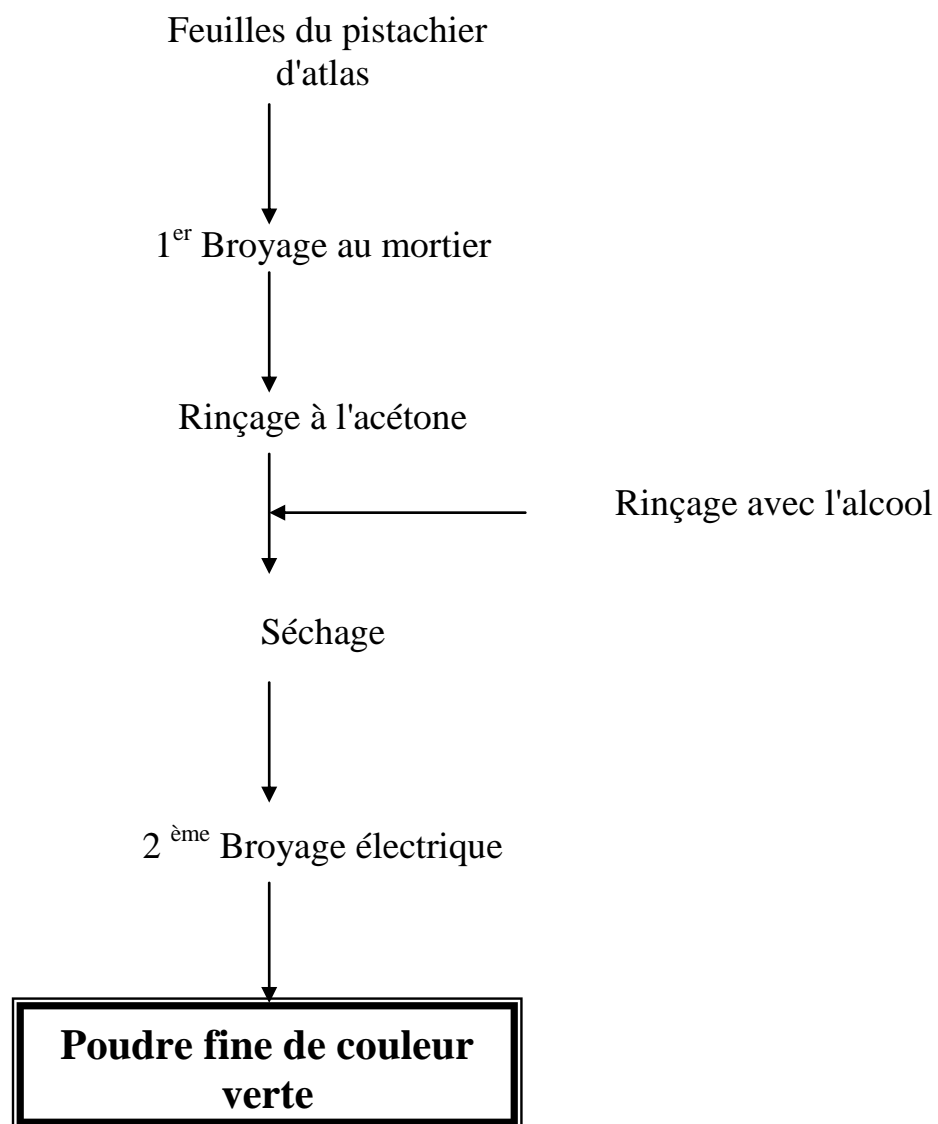 Feuilles du pistachier
d'atlas
1er Broyage au mortier
Rinçage à l'acétone
Rinçage avec l'alcool
Séchage
2 ème Broyage électrique
Poudre fine de couleur
verte